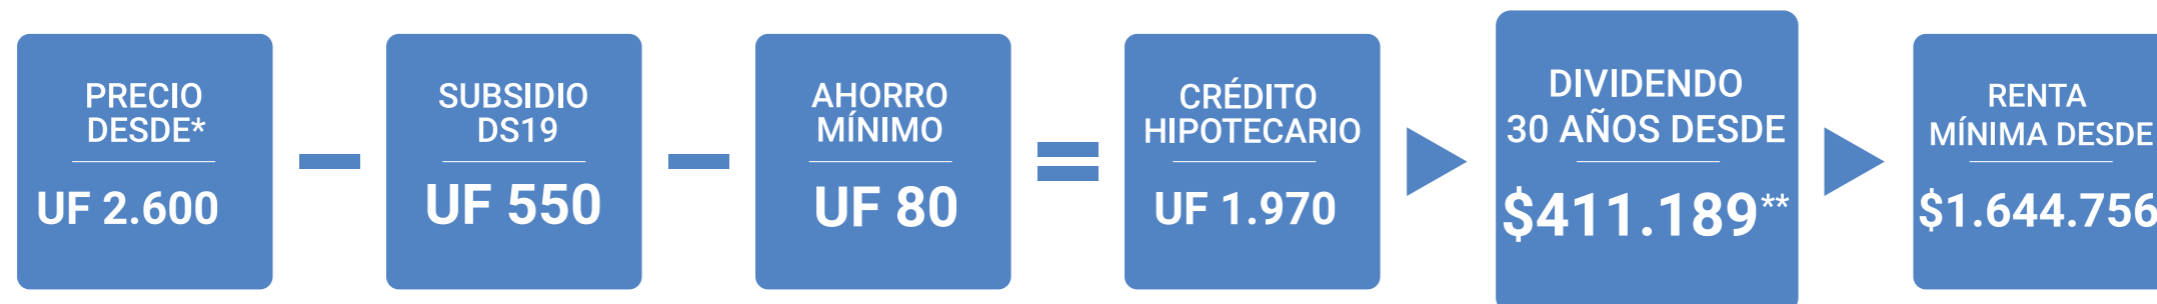 PRECIO
DESDE*
UF 2.600
SUBSIDIO
DS19
UF 550
AHORRO
MÍNIMO
UF 80
CRÉDITO
HIPOTECARIO
UF 1.970
DIVIDENDO
30 AÑOS DESDE
$411.189**
RENTA
MÍNIMA DESDE
$1.644.756